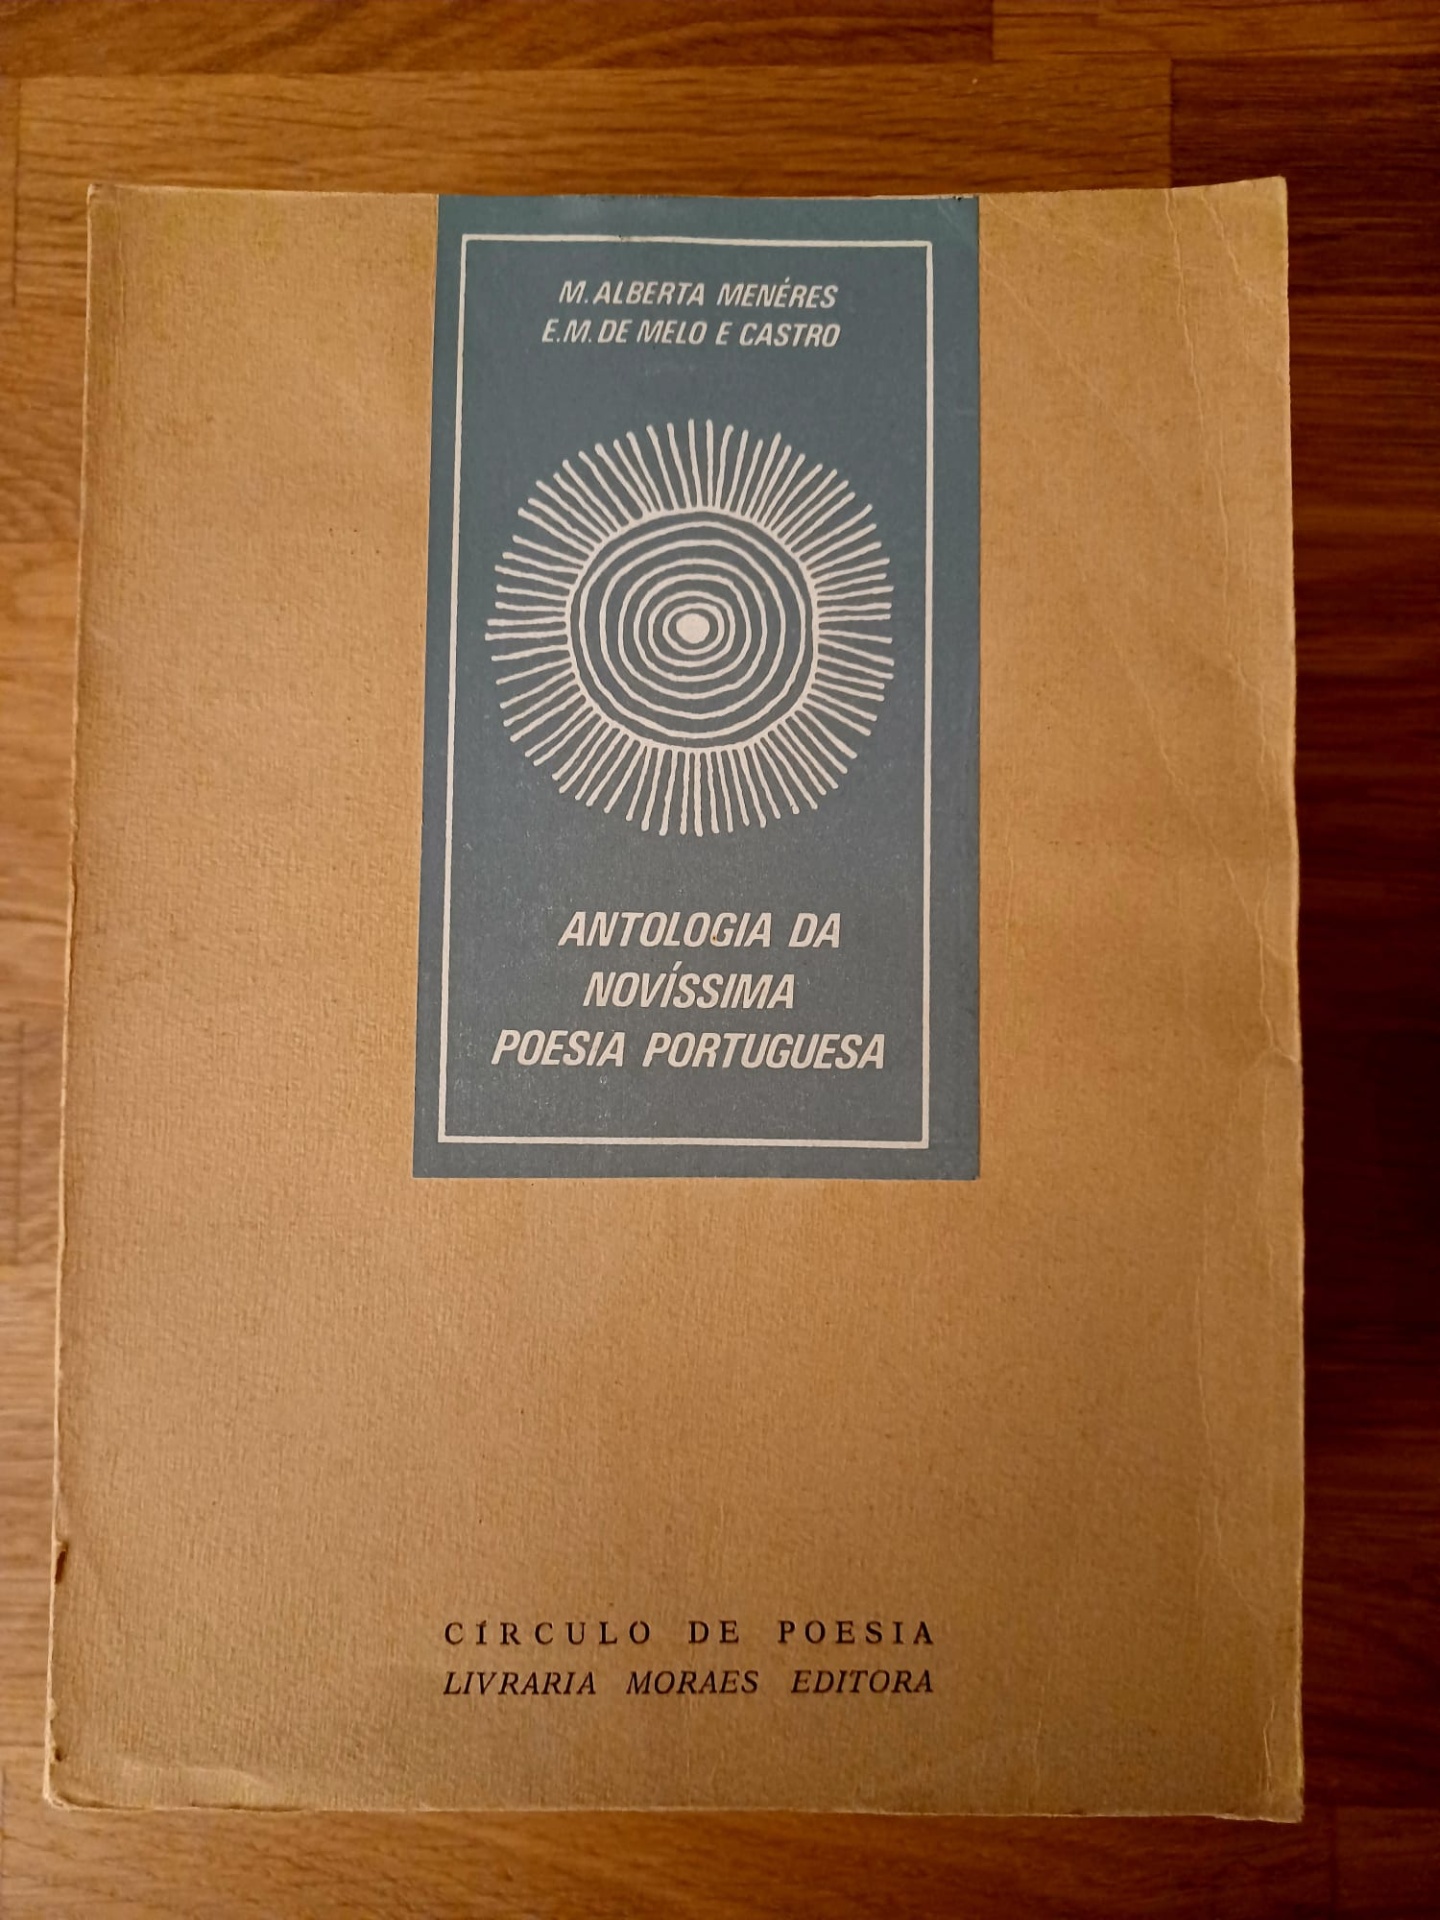 M. ALBERTA MENÉRES
E.M. DE MELO E CASTRO
ANTOLOGIA DA
NOVÍSSIMA
POESIA PORTUGUESA
CÍRCULO DE POESIA
LIVRARIA MORAES EDITORA